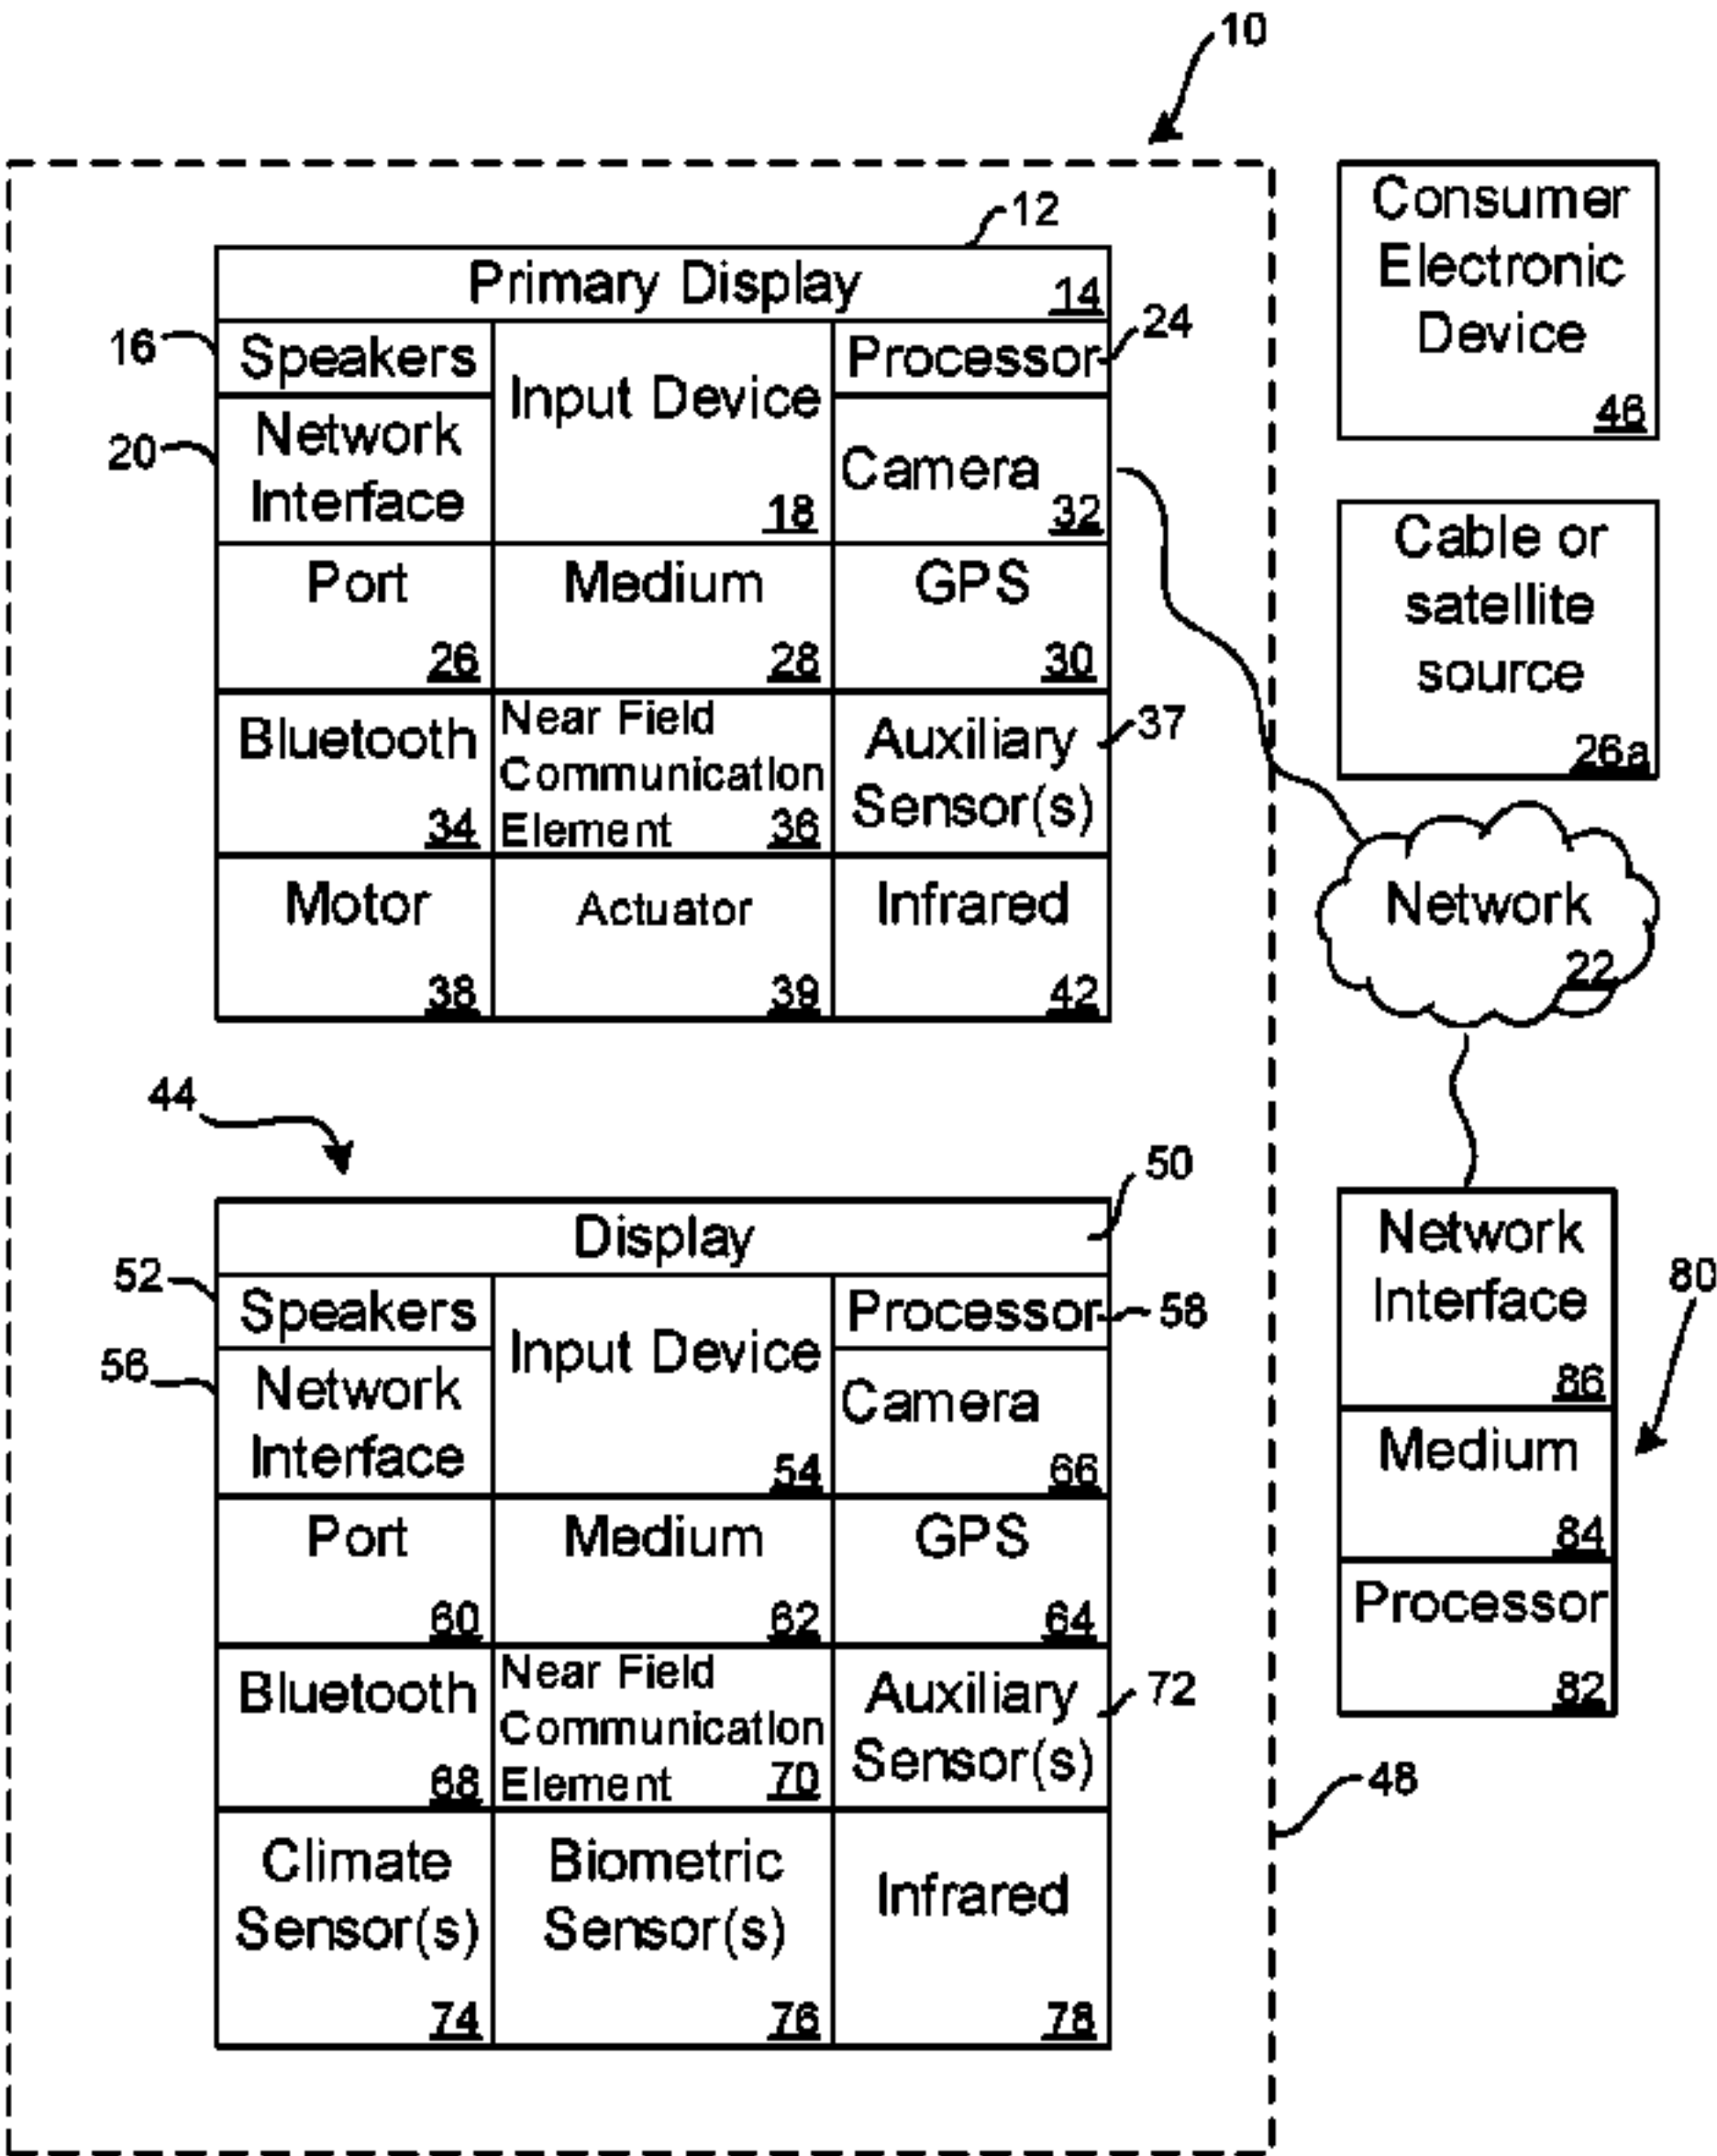 10
12
Primary Display
14
16
Speakers
Input Device
18
Processor
24
20
Network
Interface
Camera
32
Port
26
Medium
28
GPS
30
Bluetooth
34
Near Field
Communication
Element
36
Auxiliary
Sensor(s)
37
Motor
38
Actuator
39
Infrared
42
Consumer
Electronic
Device
46
Cable or
satellite
source
26a
Network
22
44
50
Display
52
Speakers
Input Device
54
Processor
58
56
Network
Interface
Camera
66
Port
60
Medium
62
GPS
64
Bluetooth
68
Near Field
Communication
Element
70
Auxiliary
Sensor(s)
72
Climate
Sensor(s)
74
Biometric
Sensor(s)
76
Infrared
78
Network
Interface
86
80
Medium
84
Processor
82
48